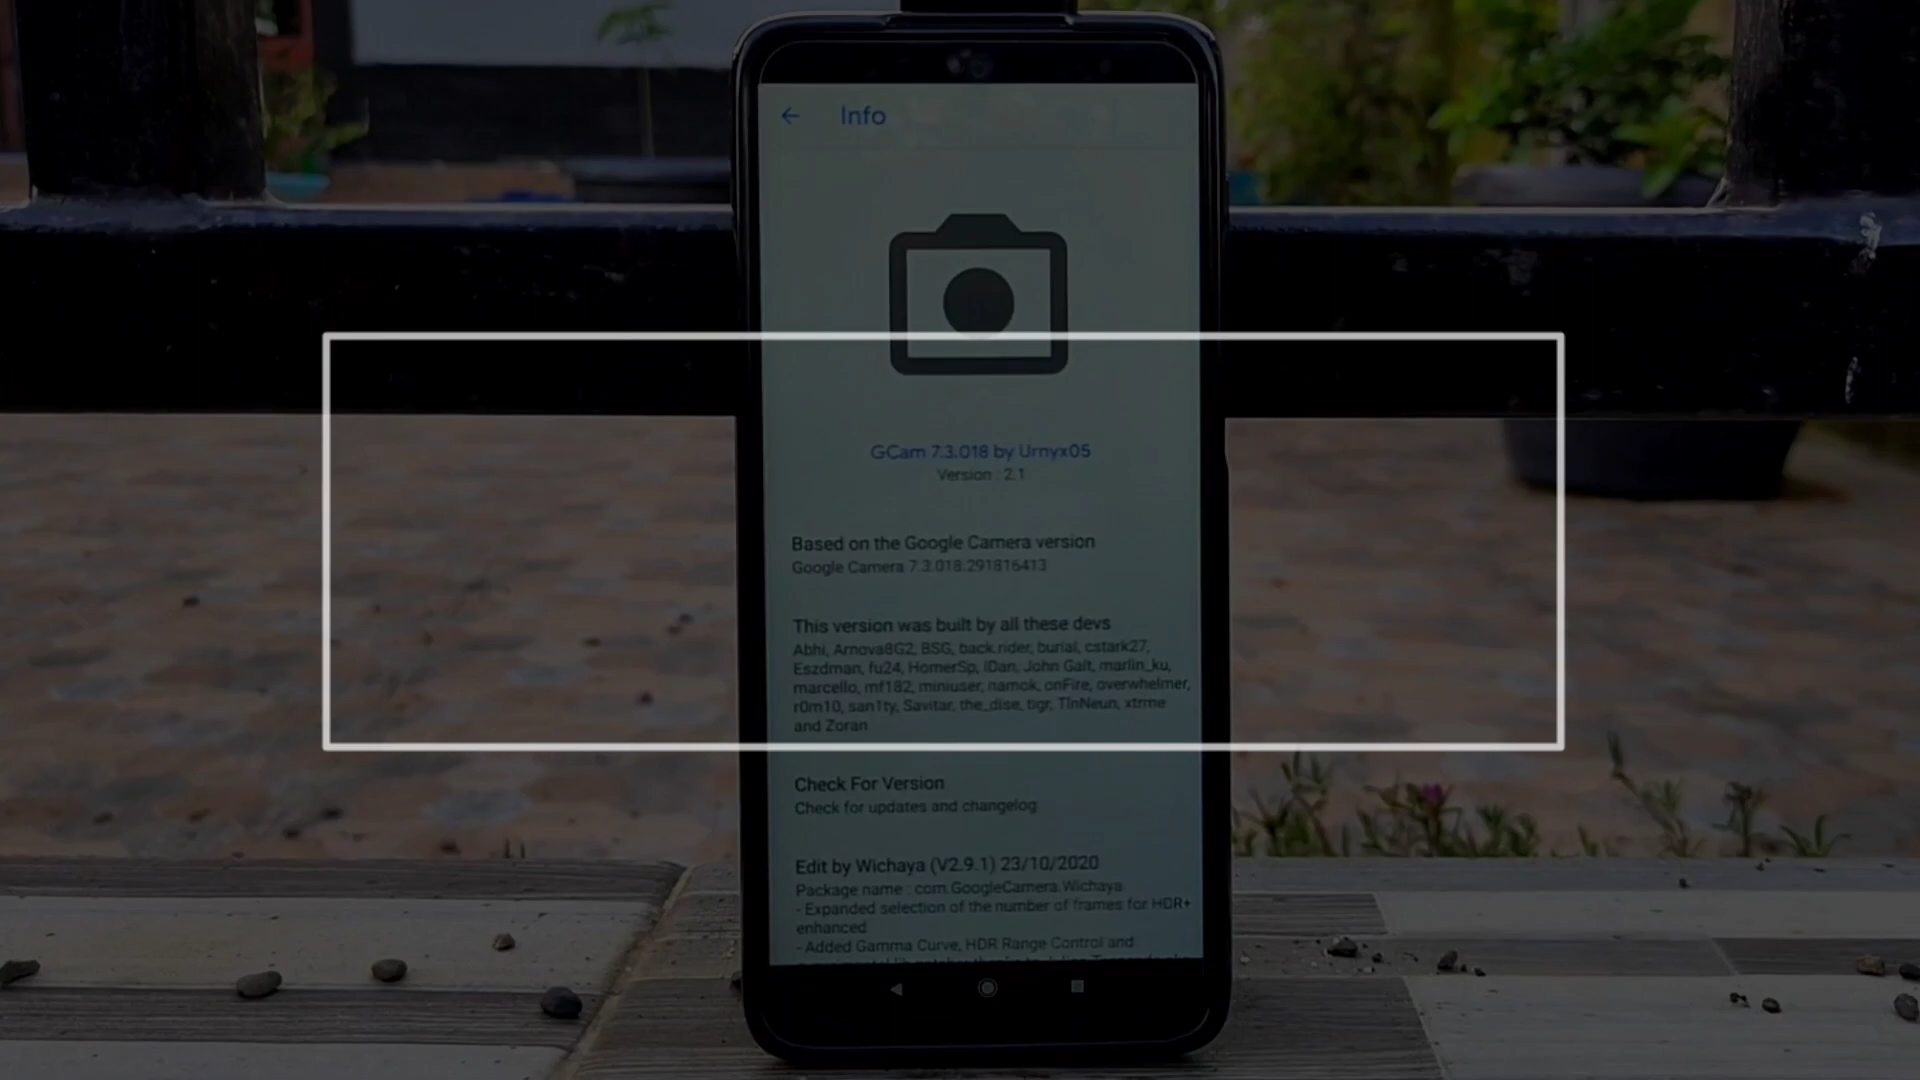 Info
GCam 7.3.018 by Urnyx05
Version : 2.1
Based on the Google Camera version
Google Camera 7.3.018.291816413
This version was built by all these devs
Abhi, Arnova8G2, BSG, back.rider, burial, cstark27,
Eszdman, fu24, HomerSp, IDan, John Galt, marlin_ku,
marcello, mf182, miniuser, namok, onFire, overwhelmer,
r0m10, san1ty, Savitar, the_dise, tigr, TlnNeun, xtrme
and Zoran
Check For Version
Check for updates and changelog
Edit by Wichaya (V2.9.1) 23/10/2020
Package name : com.GoogleCamera.Wichaya
- Expanded selection of the number of frames for HDR+
enhanced
- Added Gamma Curve, HDR Range Control and